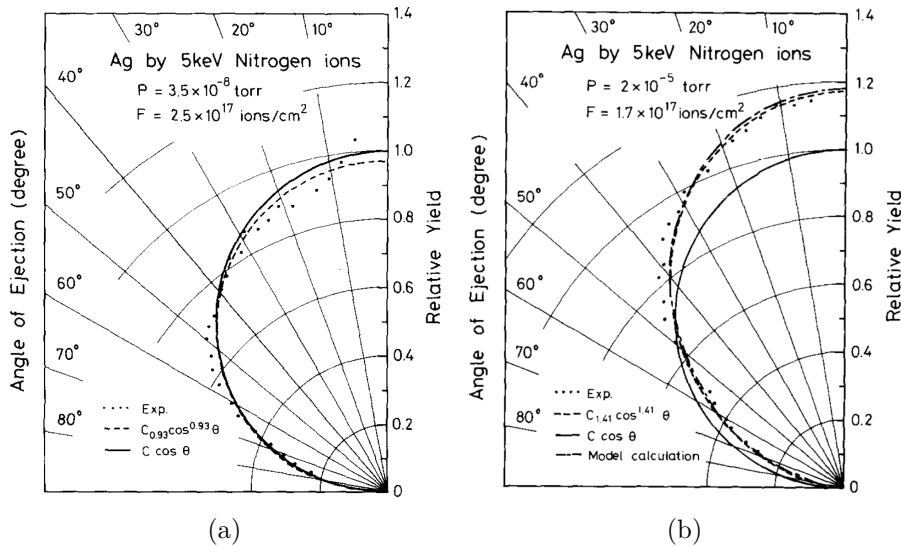 30° 20° 10° 1.4
Ag by 5keV Nitrogen ions
P = 3.5×10⁻⁸ torr
F = 2.5×10¹⁷ ions/cm²
40°
50°
60°
70°
80°
1.2
1.0
0.8
0.6
0.4
0.2
0
Angle of Ejection (degree)
Relative Yield
.... Exp.
--- C₀.₉₃cos⁰·⁹³θ
— C cos θ
(a)
30° 20° 10° 1.4
Ag by 5keV Nitrogen ions
P = 2×10⁻⁵ torr
F = 1.7×10¹⁷ ions/cm²
40°
50°
60°
70°
80°
1.2
1.0
0.8
0.6
0.4
0.2
0
Angle of Ejection (degree)
Relative Yield
..... Exp.
---- C₁.₄₁ cos¹·⁴¹ θ
— C cos θ
—·— Model calculation
(b)